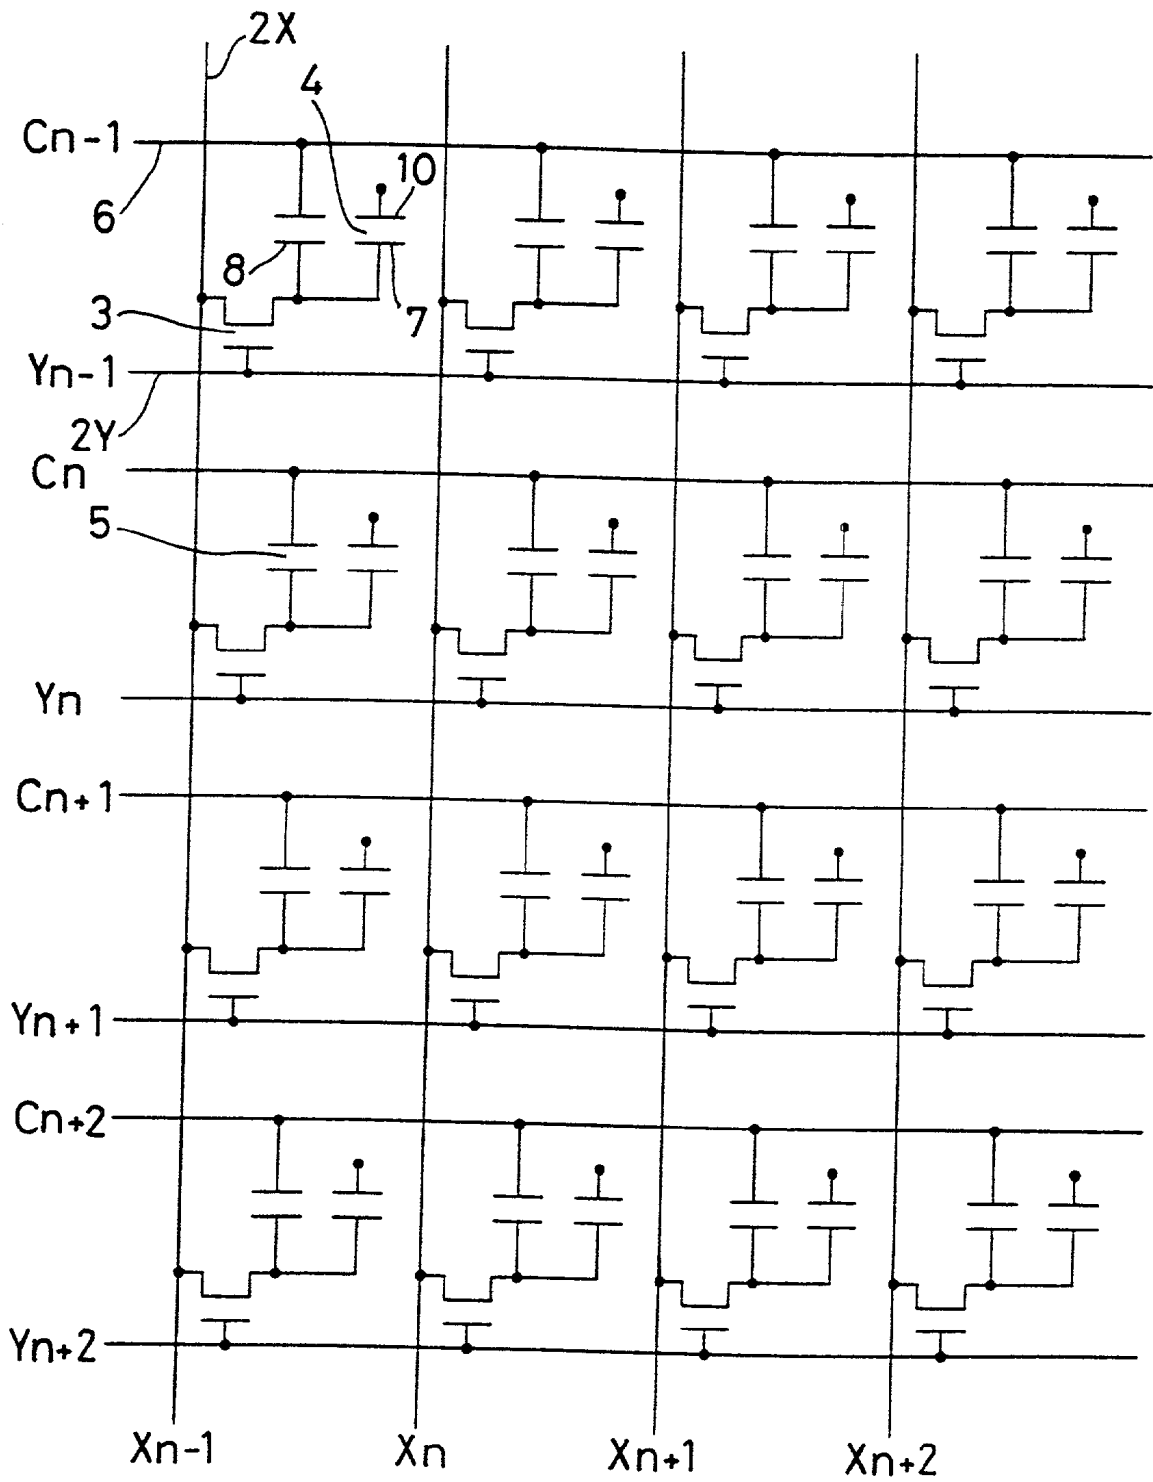 2X
4
Cn-1
10
6
8
3
7
Yn-1
2Y
Cn
5
Yn
Cn+1
Yn+1
Cn+2
Yn+2
Xn-1 Xn Xn+1 Xn+2